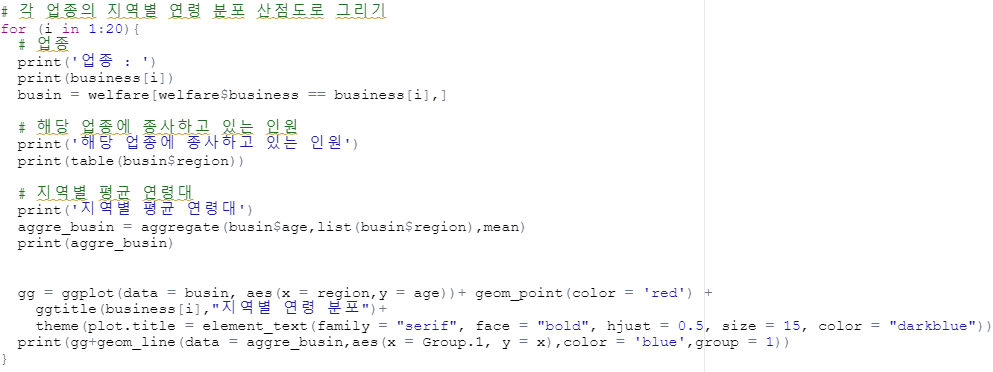 # 각 업종의 지역별 연령 분포 산점도로 그리기
for (i in 1:20){
  # 업종
  print('업종 : ')
  print(business[i])
  busin = welfare[welfare$business == business[i],]

  # 해당 업종에 종사하고 있는 인원
  print('해당 업종에 종사하고 있는 인원')
  print(table(busin$region))

  # 지역별 평균 연령대
  print('지역별 평균 연령대')
  aggre_busin = aggregate(busin$age,list(busin$region),mean)
  print(aggre_busin)

  gg = ggplot(data = busin, aes(x = region,y = age))+ geom_point(color = 'red') +
    ggtitle(business[i],"지역별 연령 분포")+
    theme(plot.title = element_text(family = "serif", face = "bold", hjust = 0.5, size = 15, color = "darkblue"))
  print(gg+geom_line(data = aggre_busin,aes(x = Group.1, y = x),color = 'blue',group = 1))
}